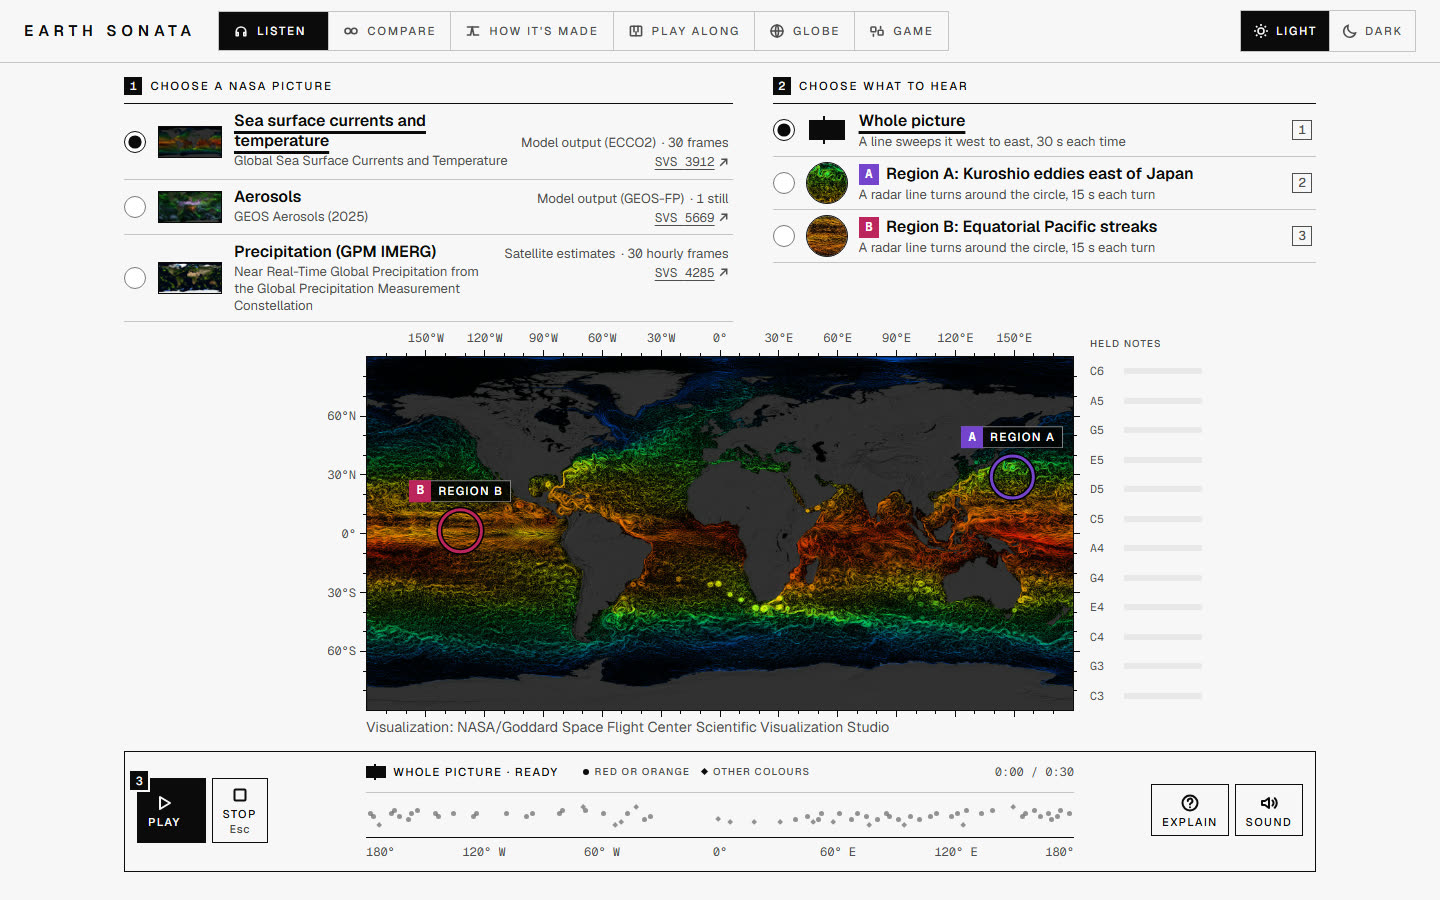 EARTH SONATA
LISTEN
COMPARE
HOW IT'S MADE
PLAY ALONG
GLOBE
GAME
LIGHT
DARK
1 CHOOSE A NASA PICTURE
Sea surface currents and
temperature
Global Sea Surface Currents and Temperature
Model output (ECCO2) · 30 frames
SVS 3912
Aerosols
GEOS Aerosols (2025)
Model output (GEOS-FP) · 1 still
SVS 5669
Precipitation (GPM IMERG)
Near Real-Time Global Precipitation from
the Global Precipitation Measurement
Constellation
Satellite estimates · 30 hourly frames
SVS 4285
2 CHOOSE WHAT TO HEAR
Whole picture
A line sweeps it west to east, 30 s each time
1
A Region A: Kuroshio eddies east of Japan
A radar line turns around the circle, 15 s each turn
2
B Region B: Equatorial Pacific streaks
A radar line turns around the circle, 15 s each turn
3
150°W 120°W 90°W 60°W 30°W 0° 30°E 60°E 90°E 120°E 150°E
60°N
30°N
0°
30°S
60°S
A REGION A
B REGION B
HELD NOTES
C6
A5
G5
E5
D5
C5
A4
G4
E4
C4
G3
C3
Visualization: NASA/Goddard Space Flight Center Scientific Visualization Studio
3
PLAY
STOP
Esc
WHOLE PICTURE · READY
RED OR ORANGE
OTHER COLOURS
0:00 / 0:30
180° 120° W 60° W 0° 60° E 120° E 180°
EXPLAIN
SOUND